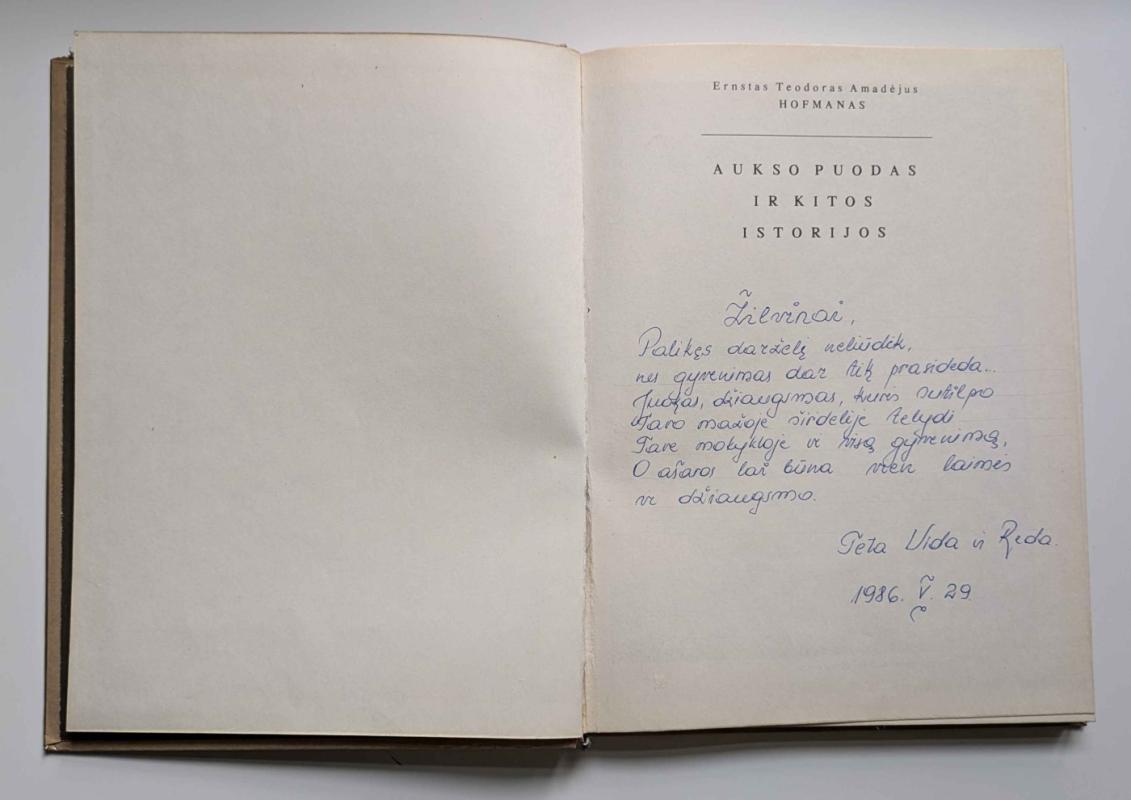 Ernstas Teodoras Amadėjus
HOFMANAS
AUKSO PUODAS
IR KITOS
ISTORIJOS
Žilvinai,
Palikęs darželį neliūdėk,
nes gyvenimas dar tik prasideda...
Juokas, džiaugsmas, kuris sutilpo
Tavo mažoje širdelėje telydi
Tave mokykloje ir visą gyvenimą,
O ašaros lai būna vien laimės
ir džiaugsmo.
Teta Vida ir Reda.
1986. V. 29.